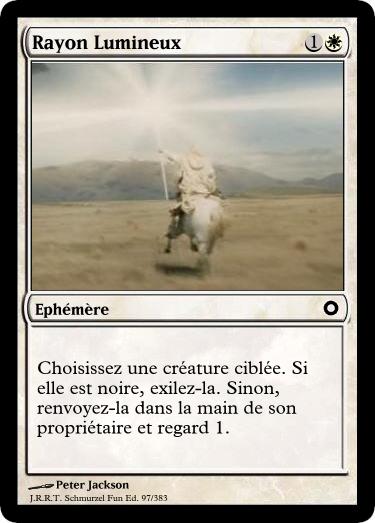 Rayon Lumineux 1
Ephémère
Choisissez une créature ciblée. Si
elle est noire, exilez-la. Sinon,
renvoyez-la dans la main de son
propriétaire et regard 1.
Peter Jackson
J.R.R.T. Schmurzel Fun Ed. 97/383